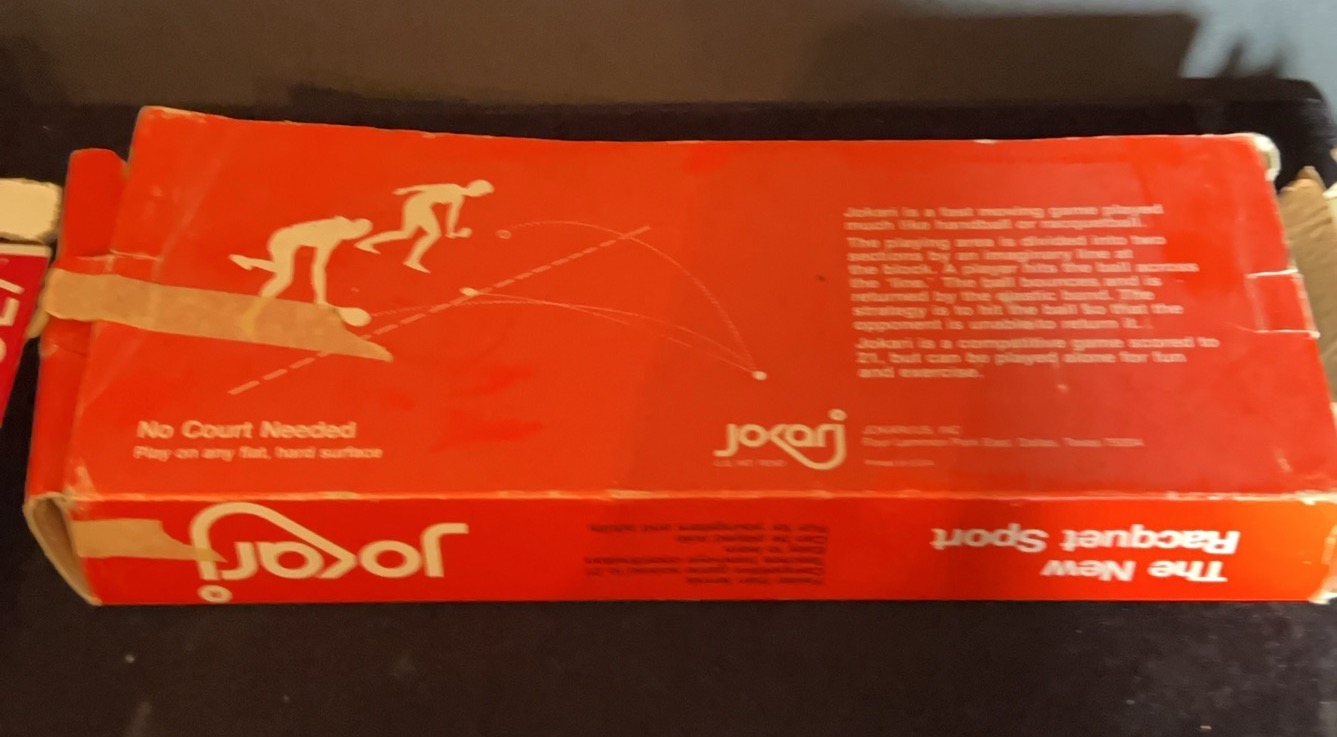 Jokari is a fast moving game played
much like handball or racquetball.
The playing area is divided into two
sections by an imaginary line at
the block. A player hits the ball across
the 'line'. The ball bounces and is
returned by the elastic band. The
strategy is to hit the ball so that the
opponent is unable to return it.
Jokari is a competitive game scored to
21, but can be played alone for fun
and exercise.
No Court Needed
Play on any flat, hard surface
Jokari
JOKARI/U.S., INC.
Dallas, Texas
Jokari
The New
Racquet Sport